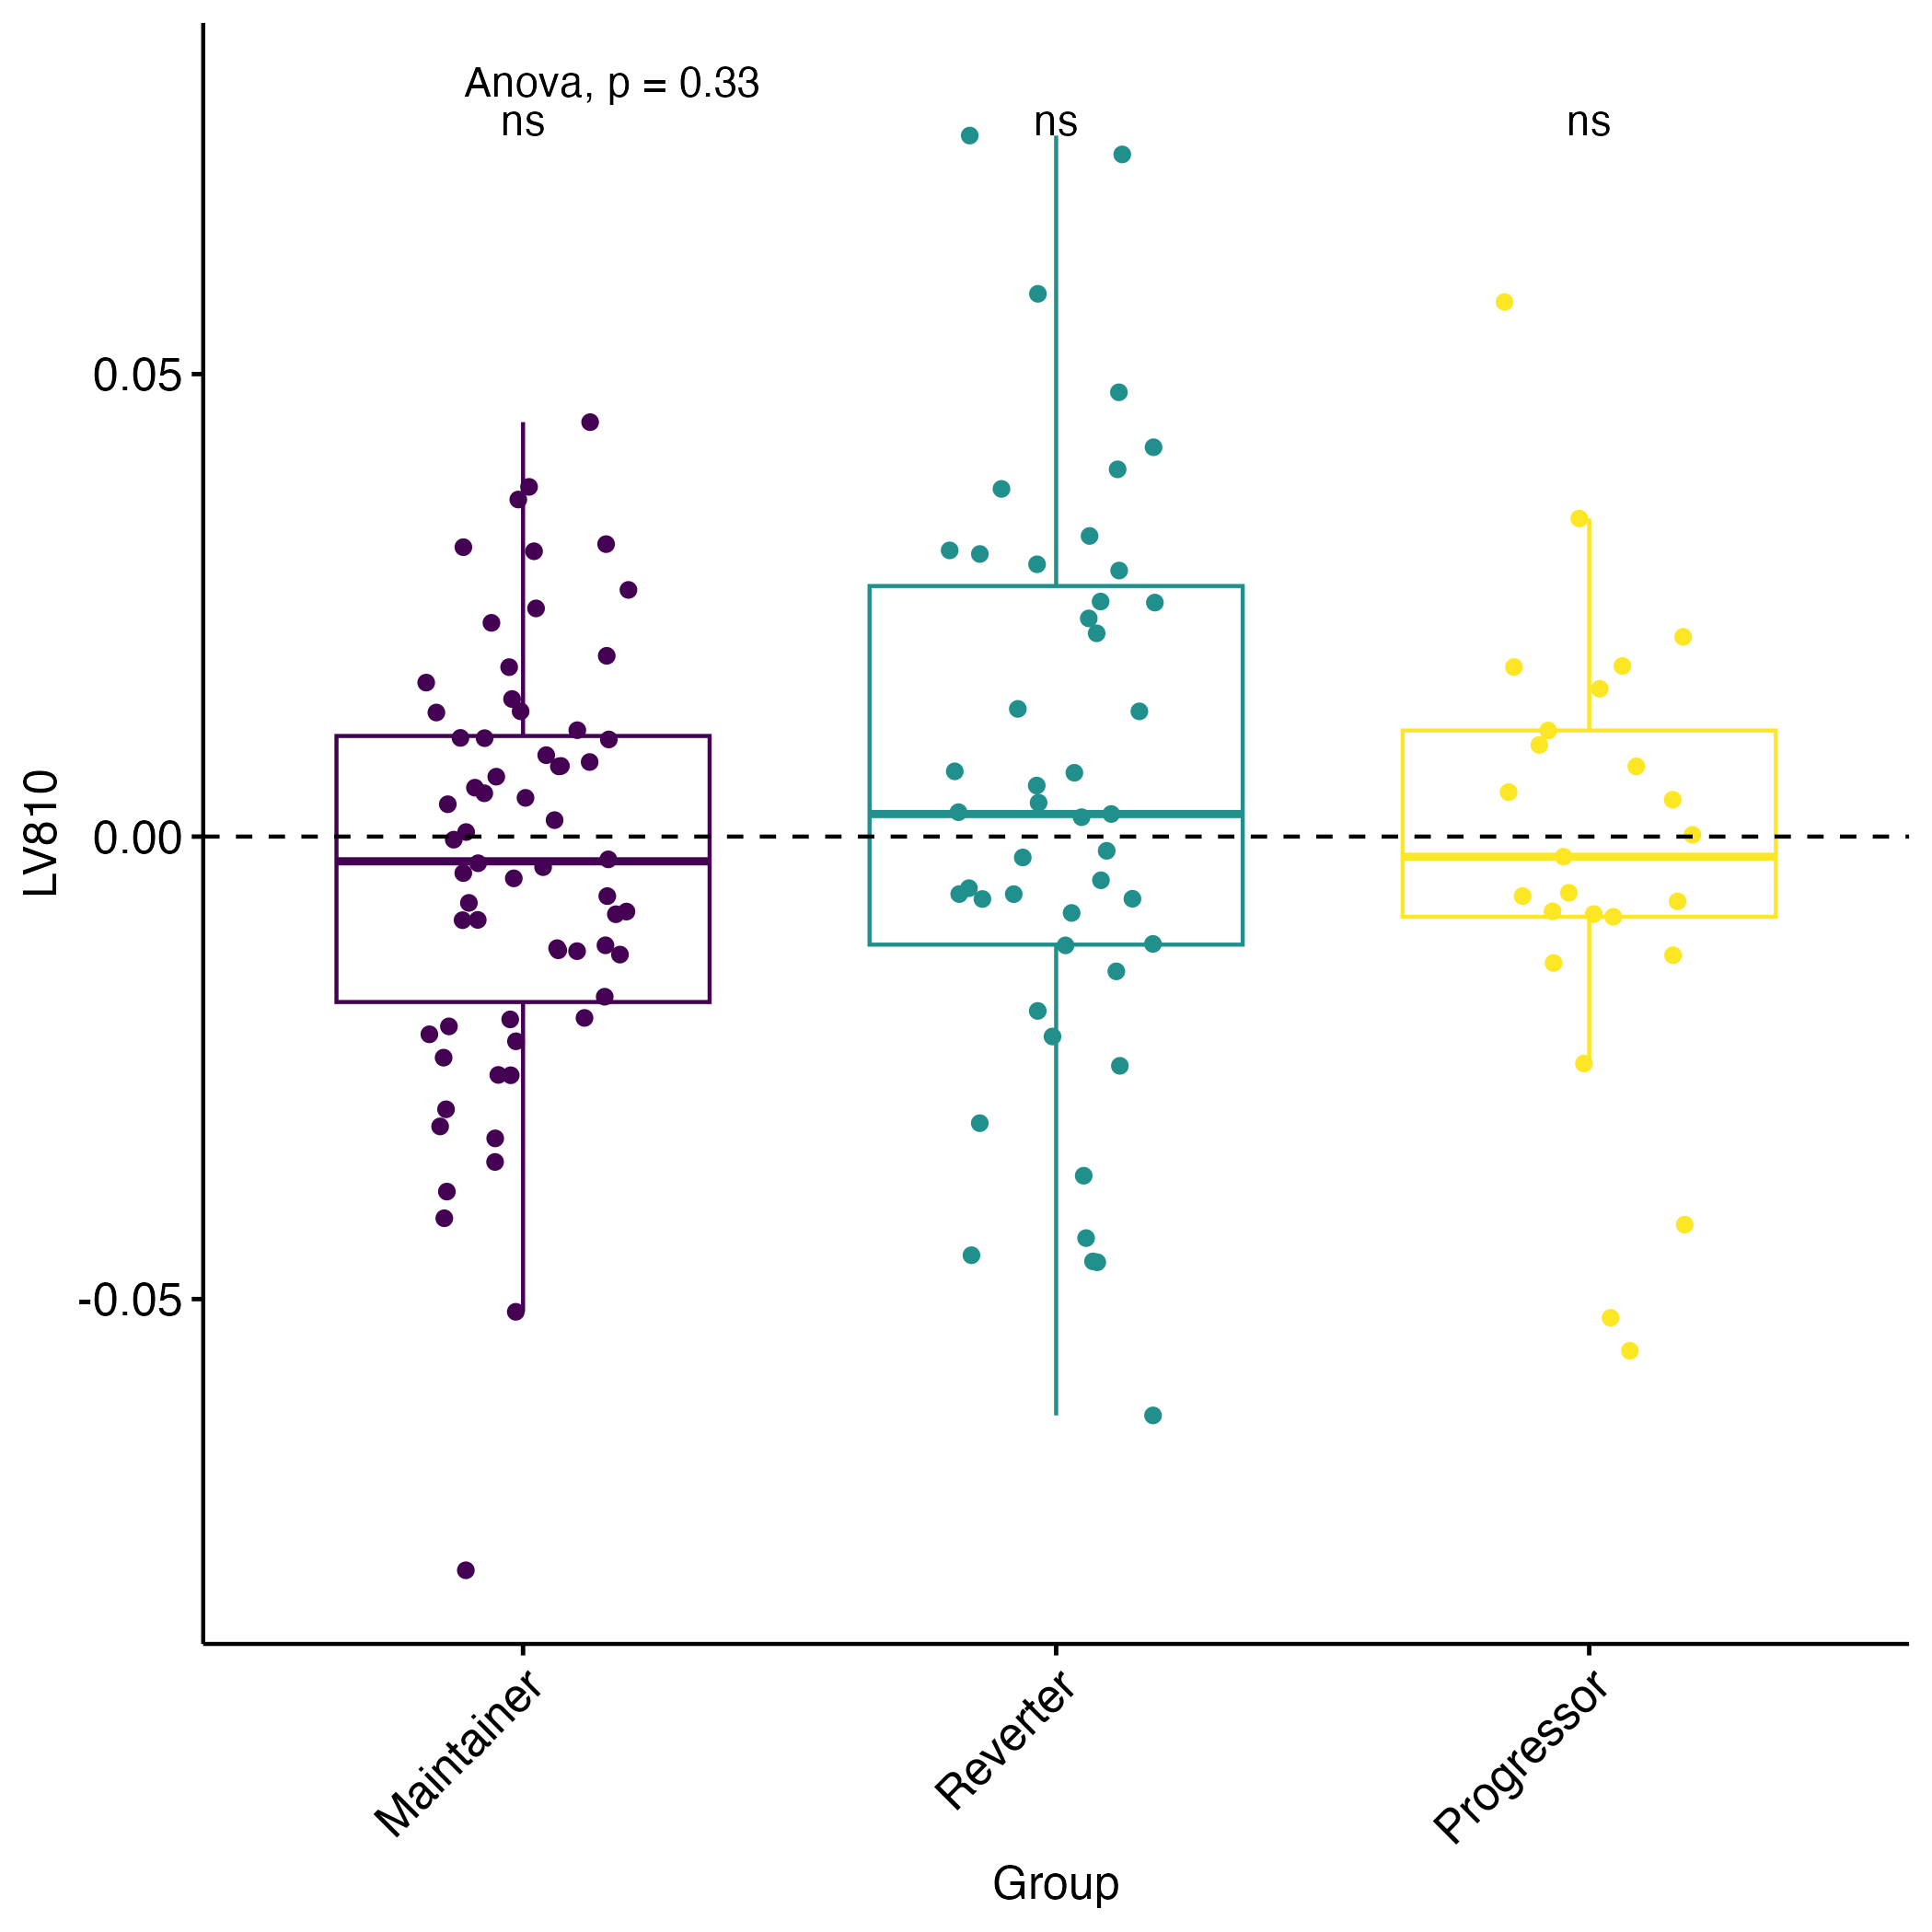 Anova, p = 0.33
ns ns ns
0.05
0.00
-0.05
LV810
Maintainer Reverter Progressor
Group